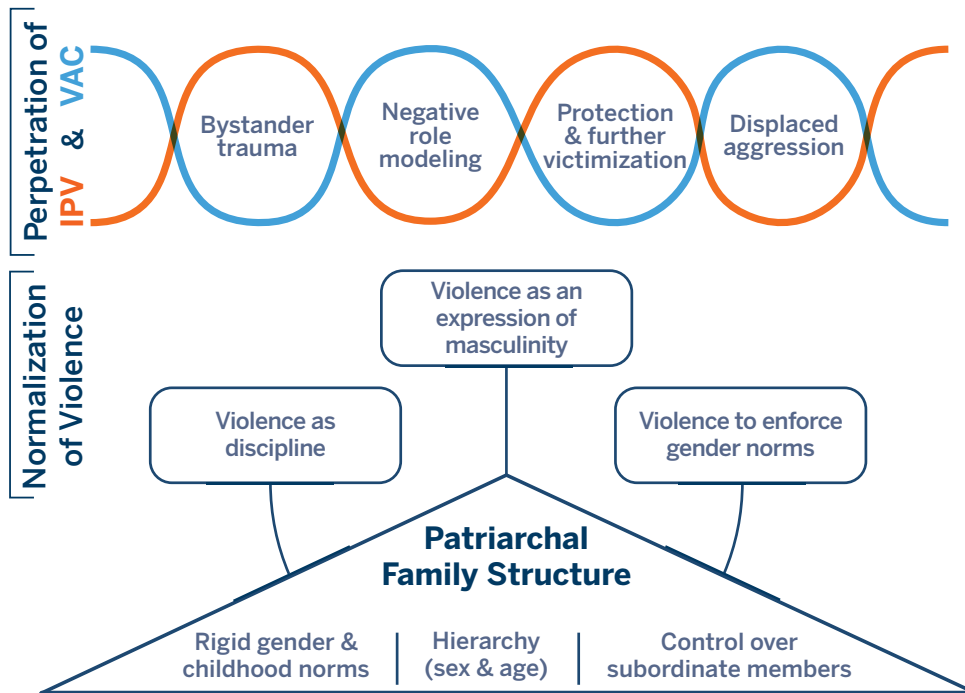 Perpetration of
IPV & VAC
Bystander
trauma
Negative
role
modeling
Protection
& further
victimization
Displaced
aggression
Normalization
of Violence
Violence as an
expression of
masculinity
Violence as
discipline
Violence to enforce
gender norms
Patriarchal
Family Structure
Rigid gender &
childhood norms
Hierarchy
(sex & age)
Control over
subordinate members